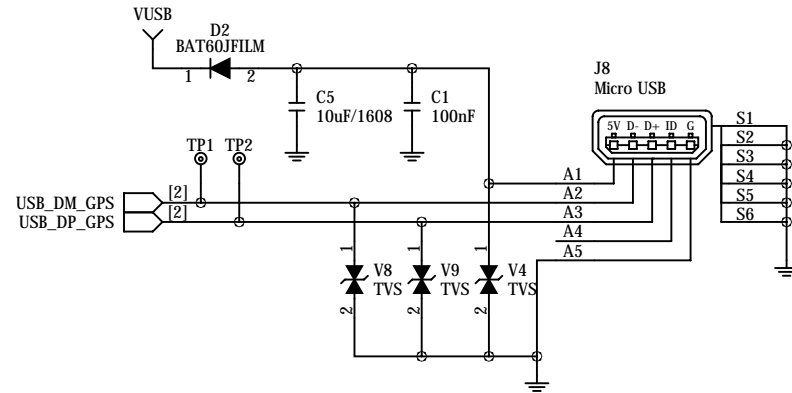 VUSB
D2
BAT60JFILM
1
2
C5
10uF/1608
C1
100nF
J8
Micro USB
5V D- D+ ID G
S1
S2
S3
S4
S5
S6
TP1
TP2
USB_DM_GPS
[2]
USB_DP_GPS
[2]
A1
A2
A3
A4
A5
1
V8
TVS
2
1
V9
TVS
2
1
V4
TVS
2